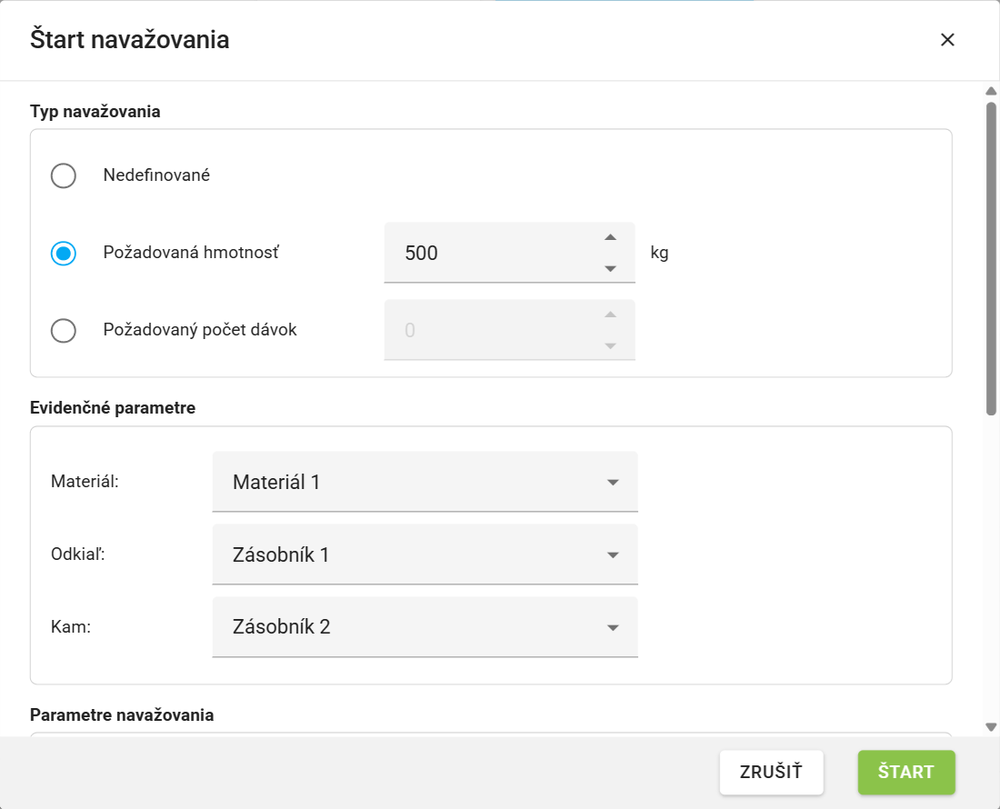 Štart navažovania
Typ navažovania
Nedefinované
Požadovaná hmotnosť 500 kg
Požadovaný počet dávok 0
Evidenčné parametre
Materiál: Materiál 1
Odkiaľ: Zásobník 1
Kam: Zásobník 2
Parametre navažovania
ZRUŠIŤ ŠTART